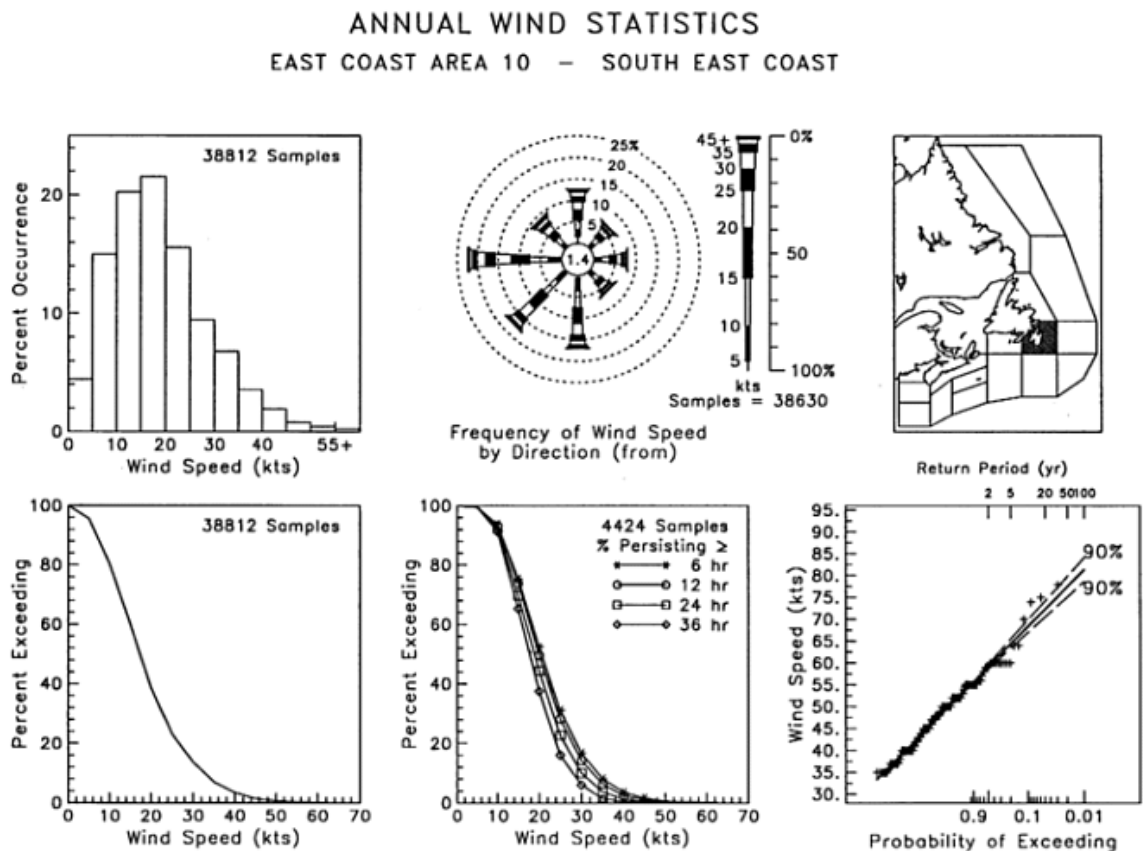 ANNUAL WIND STATISTICS
EAST COAST AREA 10 — SOUTH EAST COAST
38812 Samples
Percent Occurrence
20
10
0
0 10 20 30 40 55+
Wind Speed (kts)
25%
20
15
10
5
1.4
45+
35
30
25
20
15
10
5
kts
0%
50
100%
Samples = 38630
Frequency of Wind Speed
by Direction (from)
38812 Samples
Percent Exceeding
100
80
60
40
20
0
0 10 20 30 40 50 60 70
Wind Speed (kts)
4424 Samples
% Persisting ≥
6 hr
12 hr
24 hr
36 hr
Percent Exceeding
100
80
60
40
20
0
0 10 20 30 40 50 60 70
Wind Speed (kts)
Return Period (yr)
2 5 20 50 100
Wind Speed (kts)
95.
90.
85.
80.
75.
70.
65.
60.
55.
50.
45.
40.
35.
30.
90%
90%
0.9 0.1 0.01
Probability of Exceeding